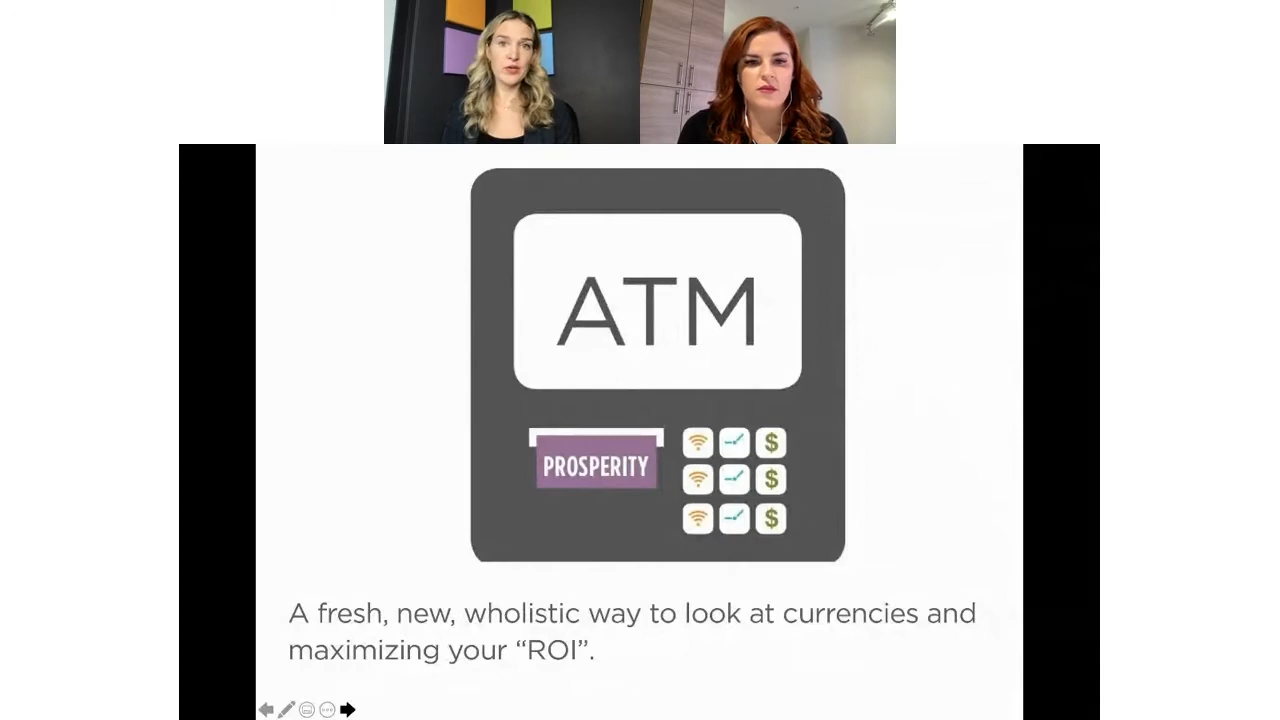 ATM
PROSPERITY
$
$
$
A fresh, new, wholistic way to look at currencies and
maximizing your “ROI”.